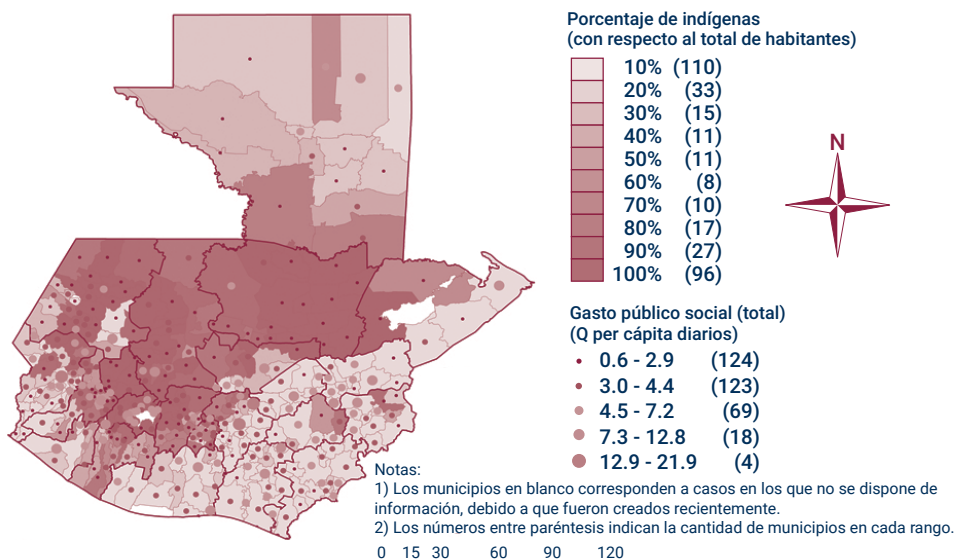 Porcentaje de indígenas
(con respecto al total de habitantes)
10% (110)
20% (33)
30% (15)
40% (11)
50% (11)
60% (8)
70% (10)
80% (17)
90% (27)
100% (96)
N
Gasto público social (total)
(Q per cápita diarios)
0.6 - 2.9 (124)
3.0 - 4.4 (123)
4.5 - 7.2 (69)
7.3 - 12.8 (18)
12.9 - 21.9 (4)
Notas:
1) Los municipios en blanco corresponden a casos en los que no se dispone de
información, debido a que fueron creados recientemente.
2) Los números entre paréntesis indican la cantidad de municipios en cada rango.
0 15 30 60 90 120